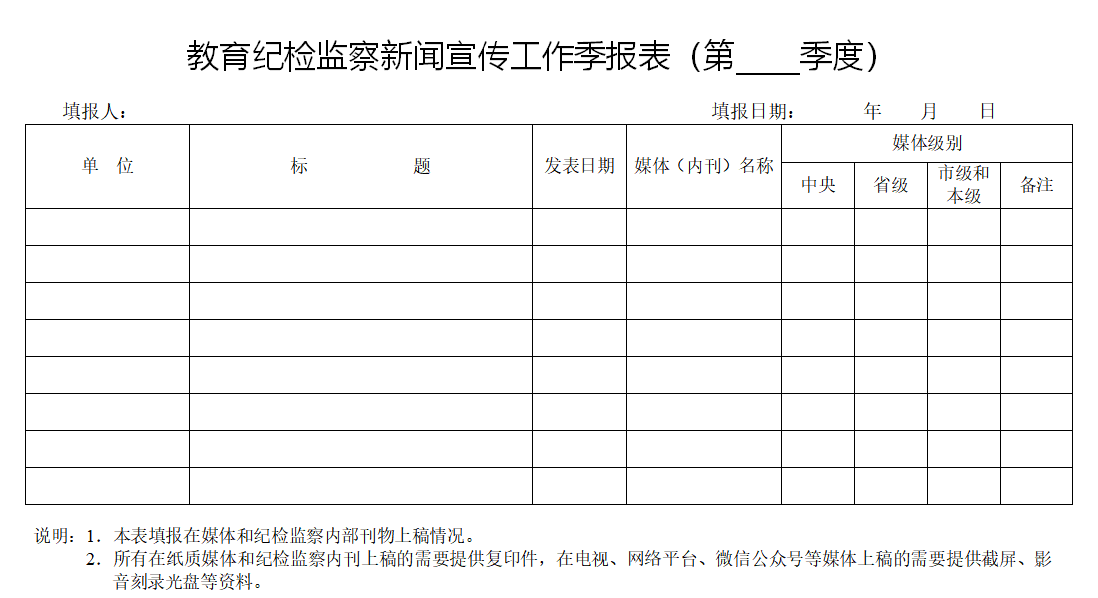 教育纪检监察新闻宣传工作季报表（第____季度）
填报人： 填报日期： 年 月 日
单 位 标 题 发表日期 媒体（内刊）名称 媒体级别
中央 省级 市级和本级 备注
说明：1．本表填报在媒体和纪检监察内部刊物上稿情况。
2．所有在纸质媒体和纪检监察内刊上稿的需要提供复印件，在电视、网络平台、微信公众号等媒体上稿的需要提供截屏、影
音刻录光盘等资料。